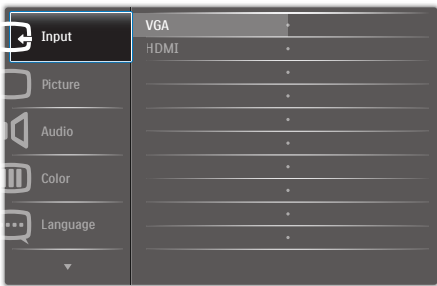 Input
VGA
HDMI
Picture
Audio
Color
Language